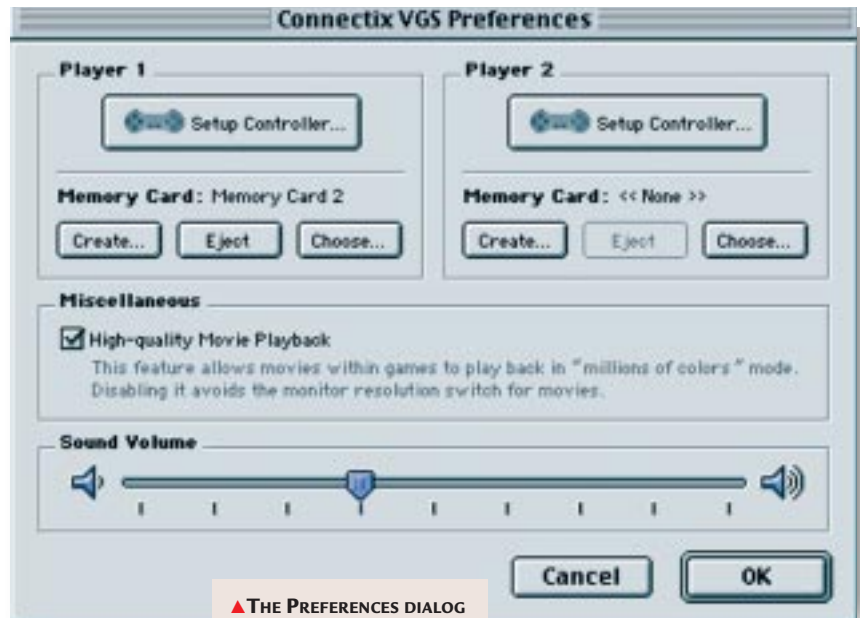 Connectix VGS Preferences
Player 1
Setup Controller...
Memory Card: Memory Card 2
Create... Eject Choose...
Player 2
Setup Controller...
Memory Card: << None >>
Create... Eject Choose...
Miscellaneous
High-quality Movie Playback
This feature allows movies within games to play back in "millions of colors" mode.
Disabling it avoids the monitor resolution switch for movies.
Sound Volume
Cancel OK
▲THE PREFERENCES DIALOG